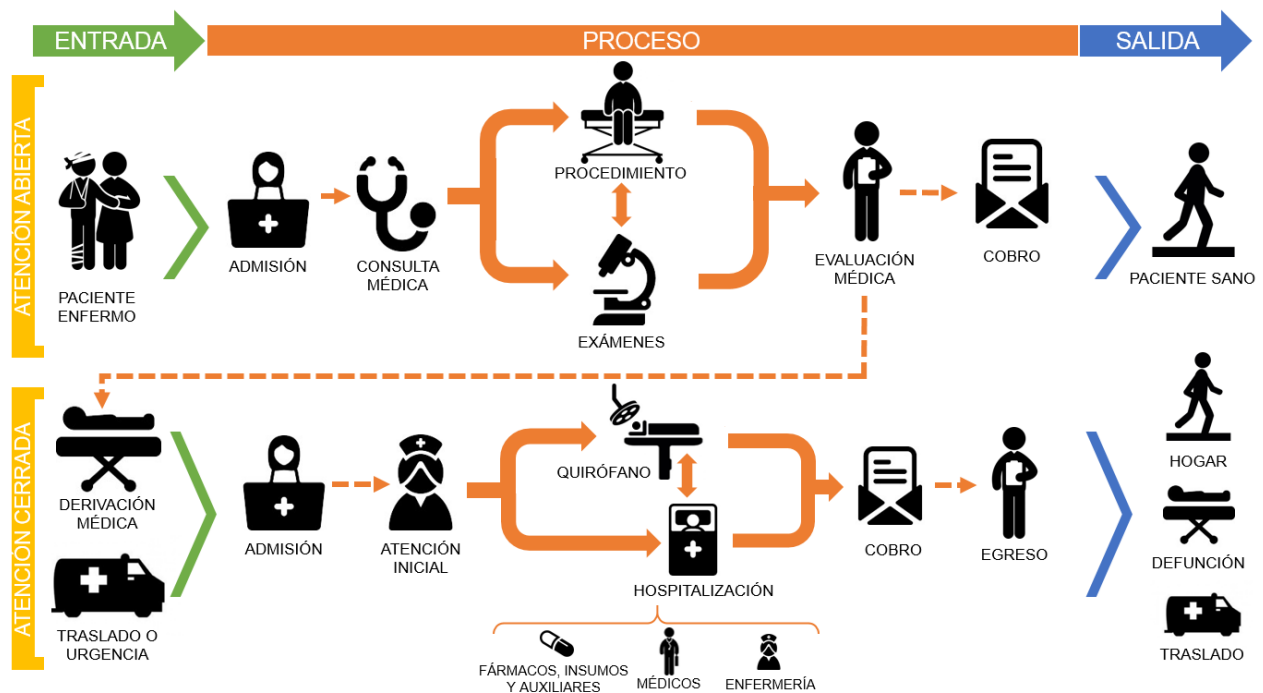 ENTRADA
PROCESO
SALIDA
ATENCIÓN ABIERTA
PACIENTE
ENFERMO
ADMISIÓN
CONSULTA
MÉDICA
PROCEDIMIENTO
EXÁMENES
EVALUACIÓN
MÉDICA
COBRO
PACIENTE SANO
ATENCIÓN CERRADA
DERIVACIÓN
MÉDICA
TRASLADO O
URGENCIA
ADMISIÓN
ATENCIÓN
INICIAL
QUIRÓFANO
HOSPITALIZACIÓN
FÁRMACOS, INSUMOS
Y AUXILIARES
MÉDICOS
ENFERMERÍA
COBRO
EGRESO
HOGAR
DEFUNCIÓN
TRASLADO